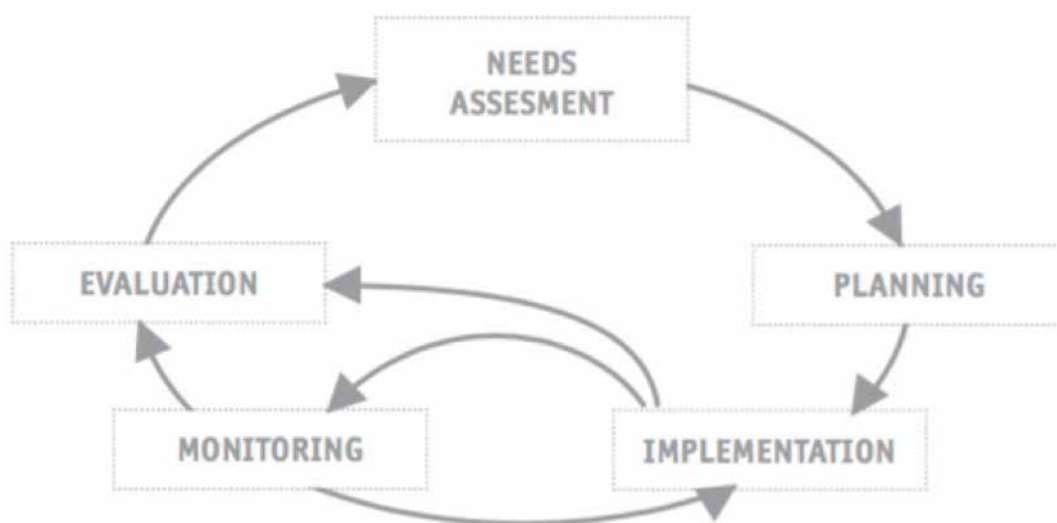 NEEDS
ASSESMENT
EVALUATION
PLANNING
MONITORING
IMPLEMENTATION